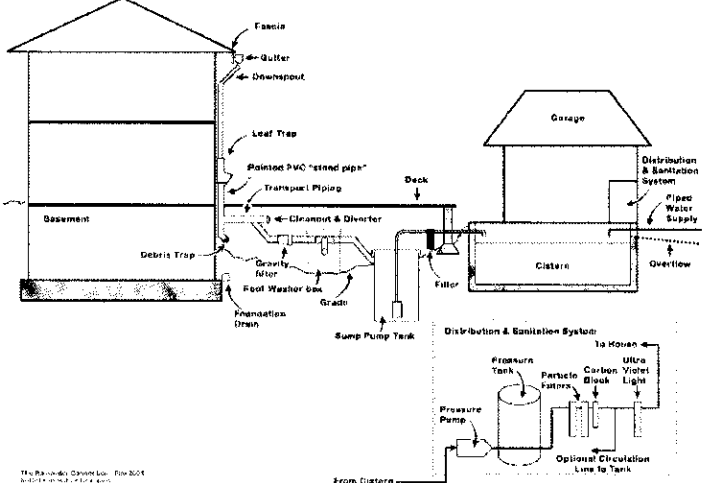 Fascia
Gutter
Downspout
Leaf Trap
Painted PVC "stand pipe"
Transport Piping
Cleanout & Diverter
Basement
Debris Trap
Gravity
filter
Roof Washer box
Grade
Foundation
Drain
Deck
Sump Pump Tank
Filter
Garage
Distribution
& Sanitation
System
Piped
Water
Supply
Cistern
Overflow
Distribution & Sanitation System
To House
Pressure
Tank
Particle
Filters
Carbon
Block
Ultra
Violet
Light
Pressure
Pump
Optional Circulation
Line to Tank
From Cistern